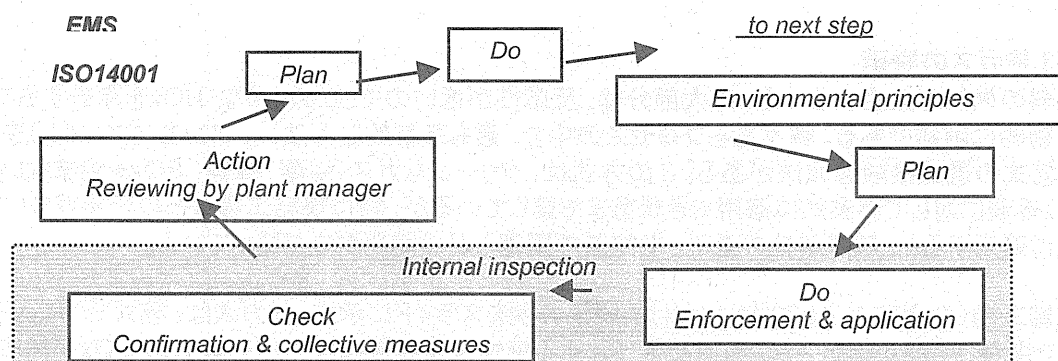 EMS
to next step
Do
ISO14001
Plan
Environmental principles
Action
Reviewing by plant manager
Plan
Internal inspection
Do
Enforcement & application
Check
Confirmation & collective measures